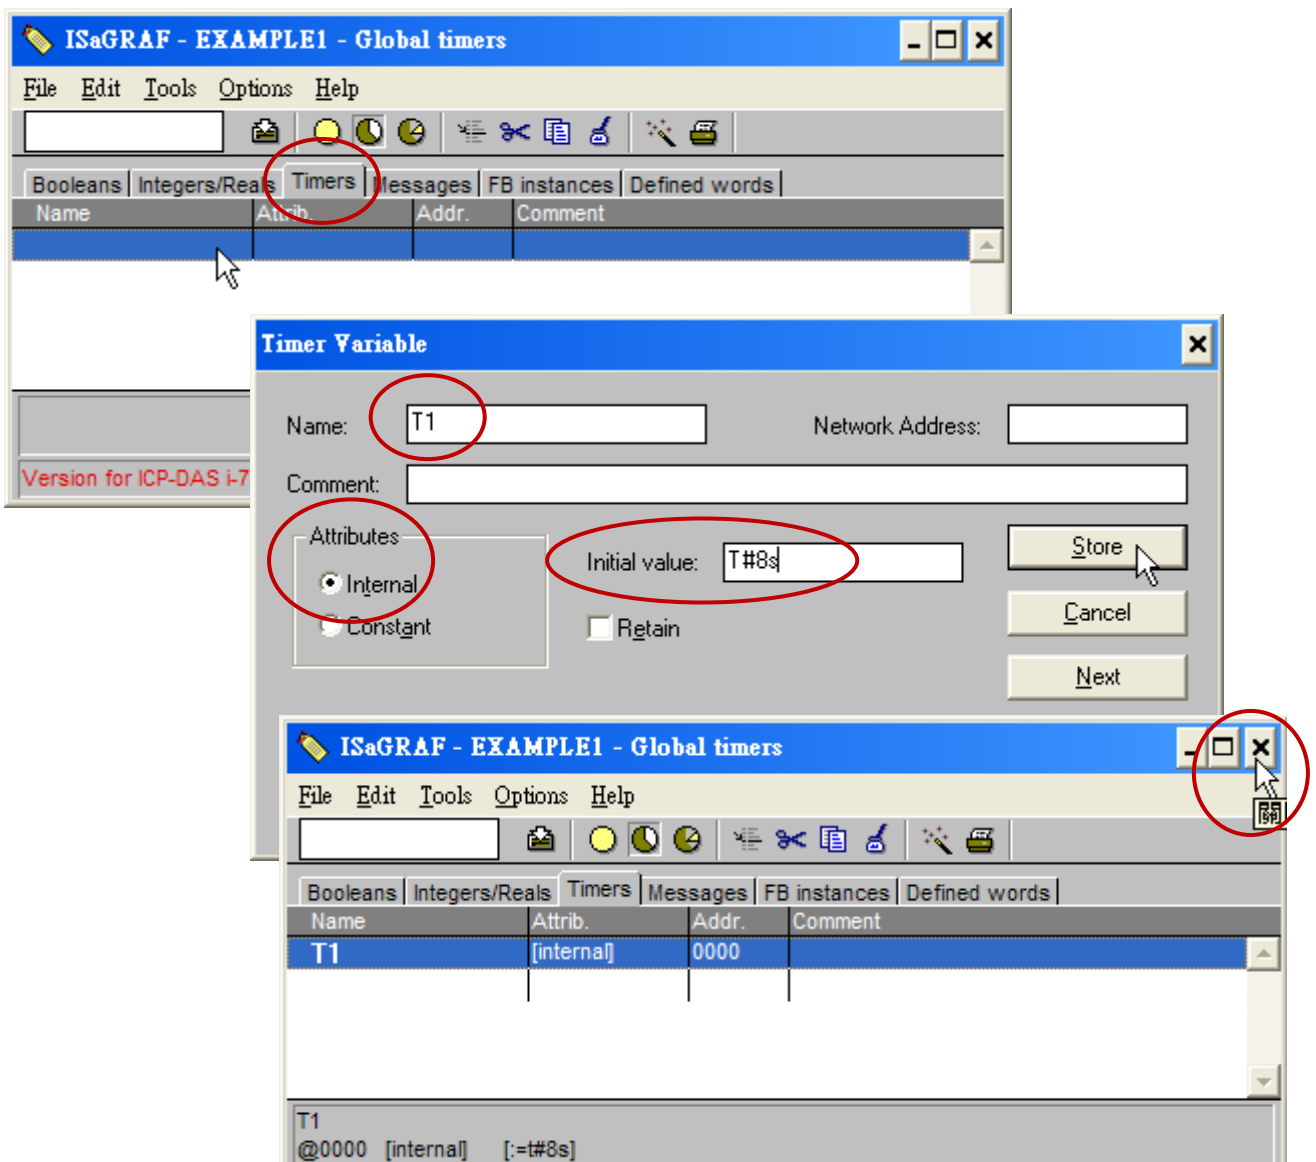 ISaGRAF - EXAMPLE1 - Global timers
File Edit Tools Options Help
Booleans Integers/Reals Timers Messages FB instances Defined words
Name Attrib. Addr. Comment
Version for ICP-DAS i-7
Timer Variable
Name: T1 Network Address:
Comment:
Attributes
Internal
Constant
Initial value: T#8s
Retain
Store
Cancel
Next
ISaGRAF - EXAMPLE1 - Global timers
File Edit Tools Options Help
關
Booleans Integers/Reals Timers Messages FB instances Defined words
Name Attrib. Addr. Comment
T1 [internal] 0000
T1
@0000 [internal] [:=t#8s]